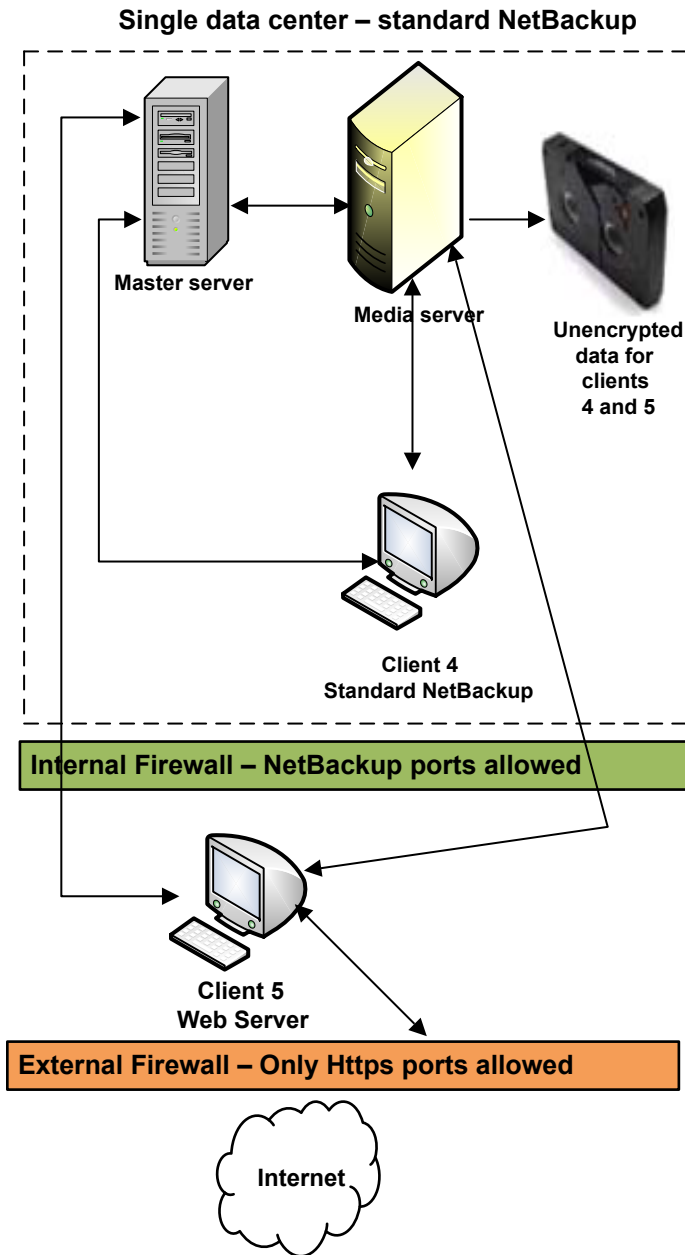 Single data center – standard NetBackup
Master server
Media server
Unencrypted
data for
clients
4 and 5
Client 4
Standard NetBackup
Internal Firewall – NetBackup ports allowed
Client 5
Web Server
External Firewall – Only Https ports allowed
Internet